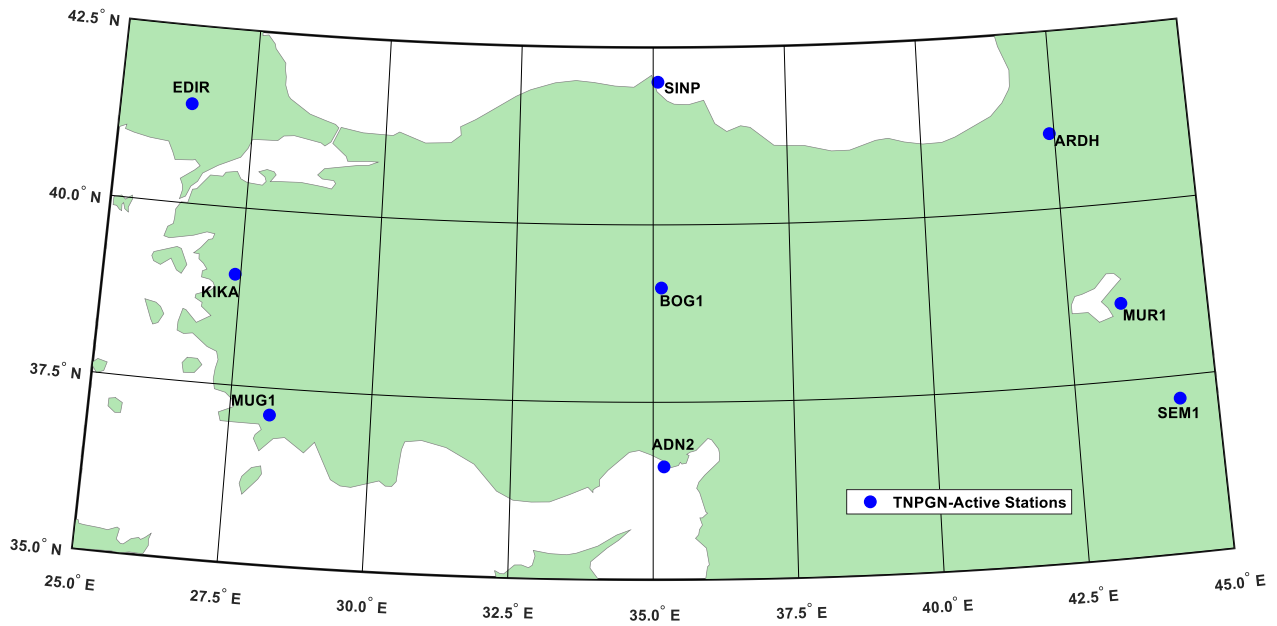 42.5° N
EDIR
SINP
ARDH
40.0° N
KIKA
BOG1
MUR1
37.5° N
MUG1
SEM1
ADN2
TNPGN-Active Stations
35.0° N
25.0° E
27.5° E
30.0° E
32.5° E
35.0° E
37.5° E
40.0° E
42.5° E
45.0° E